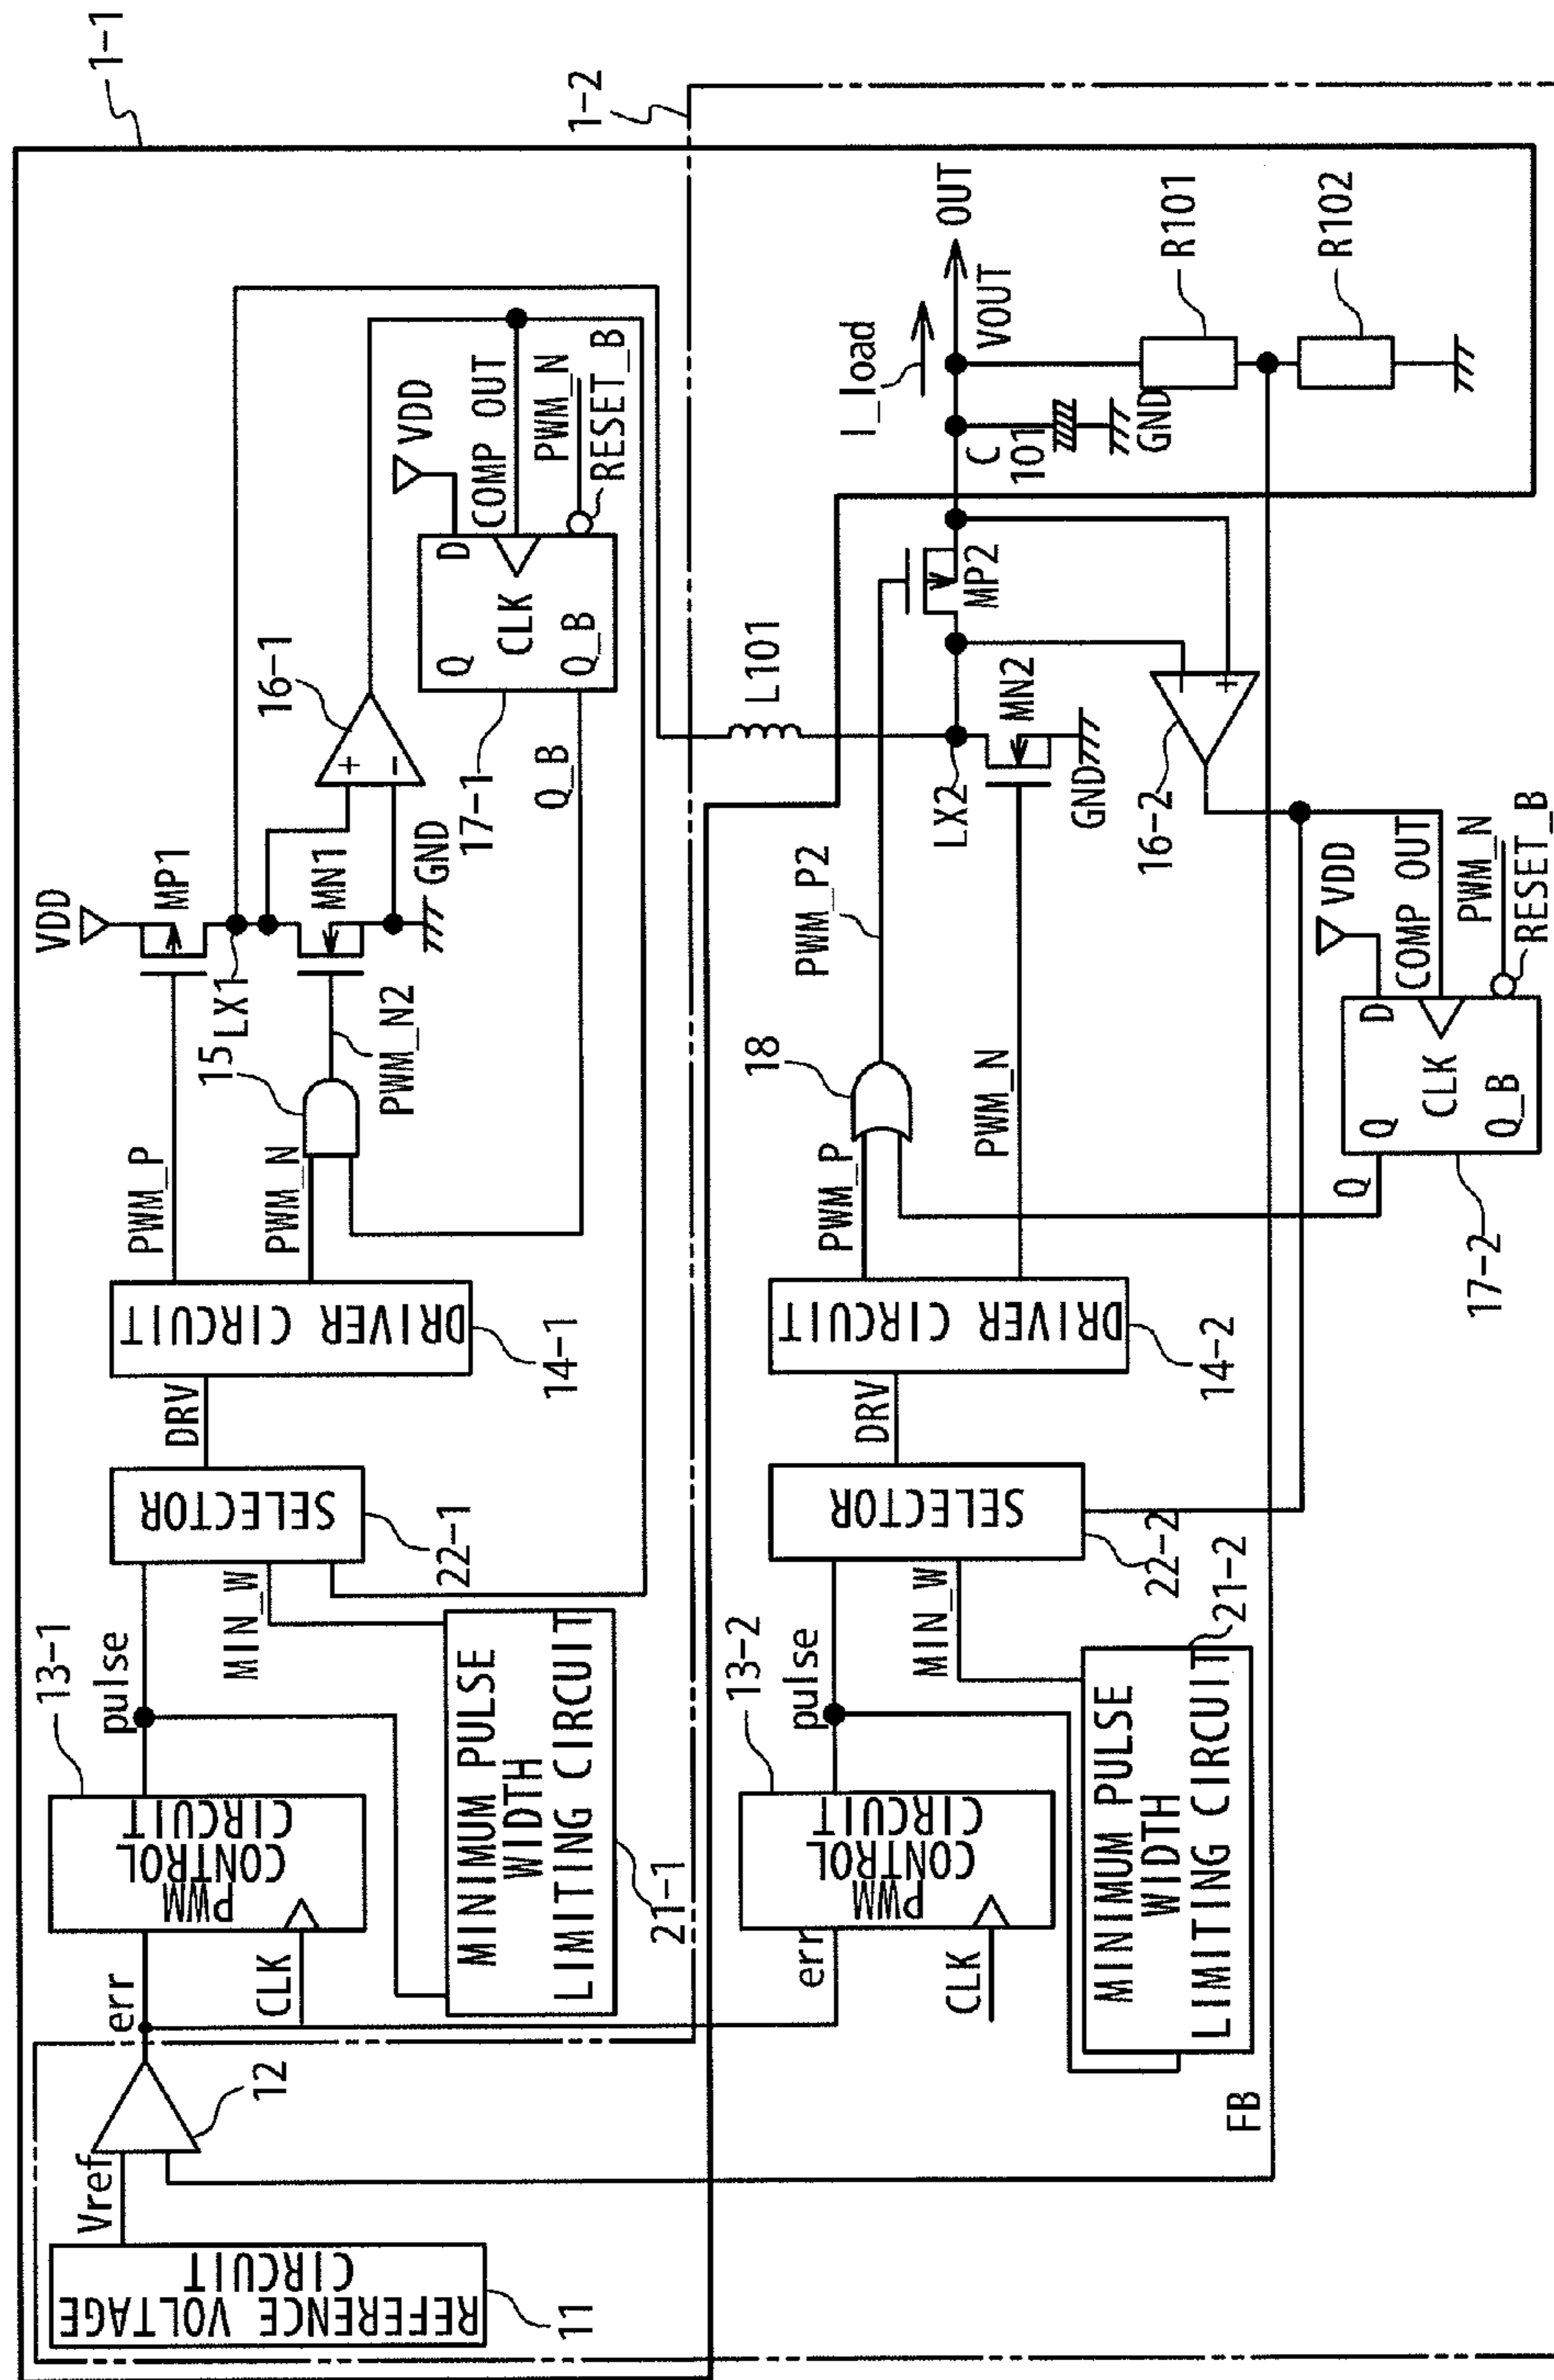 1-1
1-2
REFERENCE VOLTAGE
CIRCUIT
11
Vref
12
err
CLK
PWM
CONTROL
CIRCUIT
13-1
pulse
MINIMUM PULSE
WIDTH
LIMITING CIRCUIT
21-1
MIN_W
SELECTOR
22-1
DRV
DRIVER CIRCUIT
14-1
PWM_P
PWM_N
15
PWM_N2
LX1
VDD
MP1
MN1
GND
16-1
+
-
17-1
Q_B
Q
D
CLK
Q_B
VDD
COMP OUT
PWM_N
RESET_B
L101
err
CLK
PWM
CONTROL
CIRCUIT
13-2
pulse
MINIMUM PULSE
WIDTH
LIMITING CIRCUIT
21-2
MIN_W
SELECTOR
22-2
DRV
DRIVER CIRCUIT
14-2
PWM_P
PWM_N
18
PWM_P2
LX2
MN2
GND
MP2
16-2
-
+
I_load
OUT
VOUT
C
101
GND
R101
R102
FB
Q
17-2
Q
D
CLK
Q_B
VDD
COMP OUT
PWM_N
RESET_B